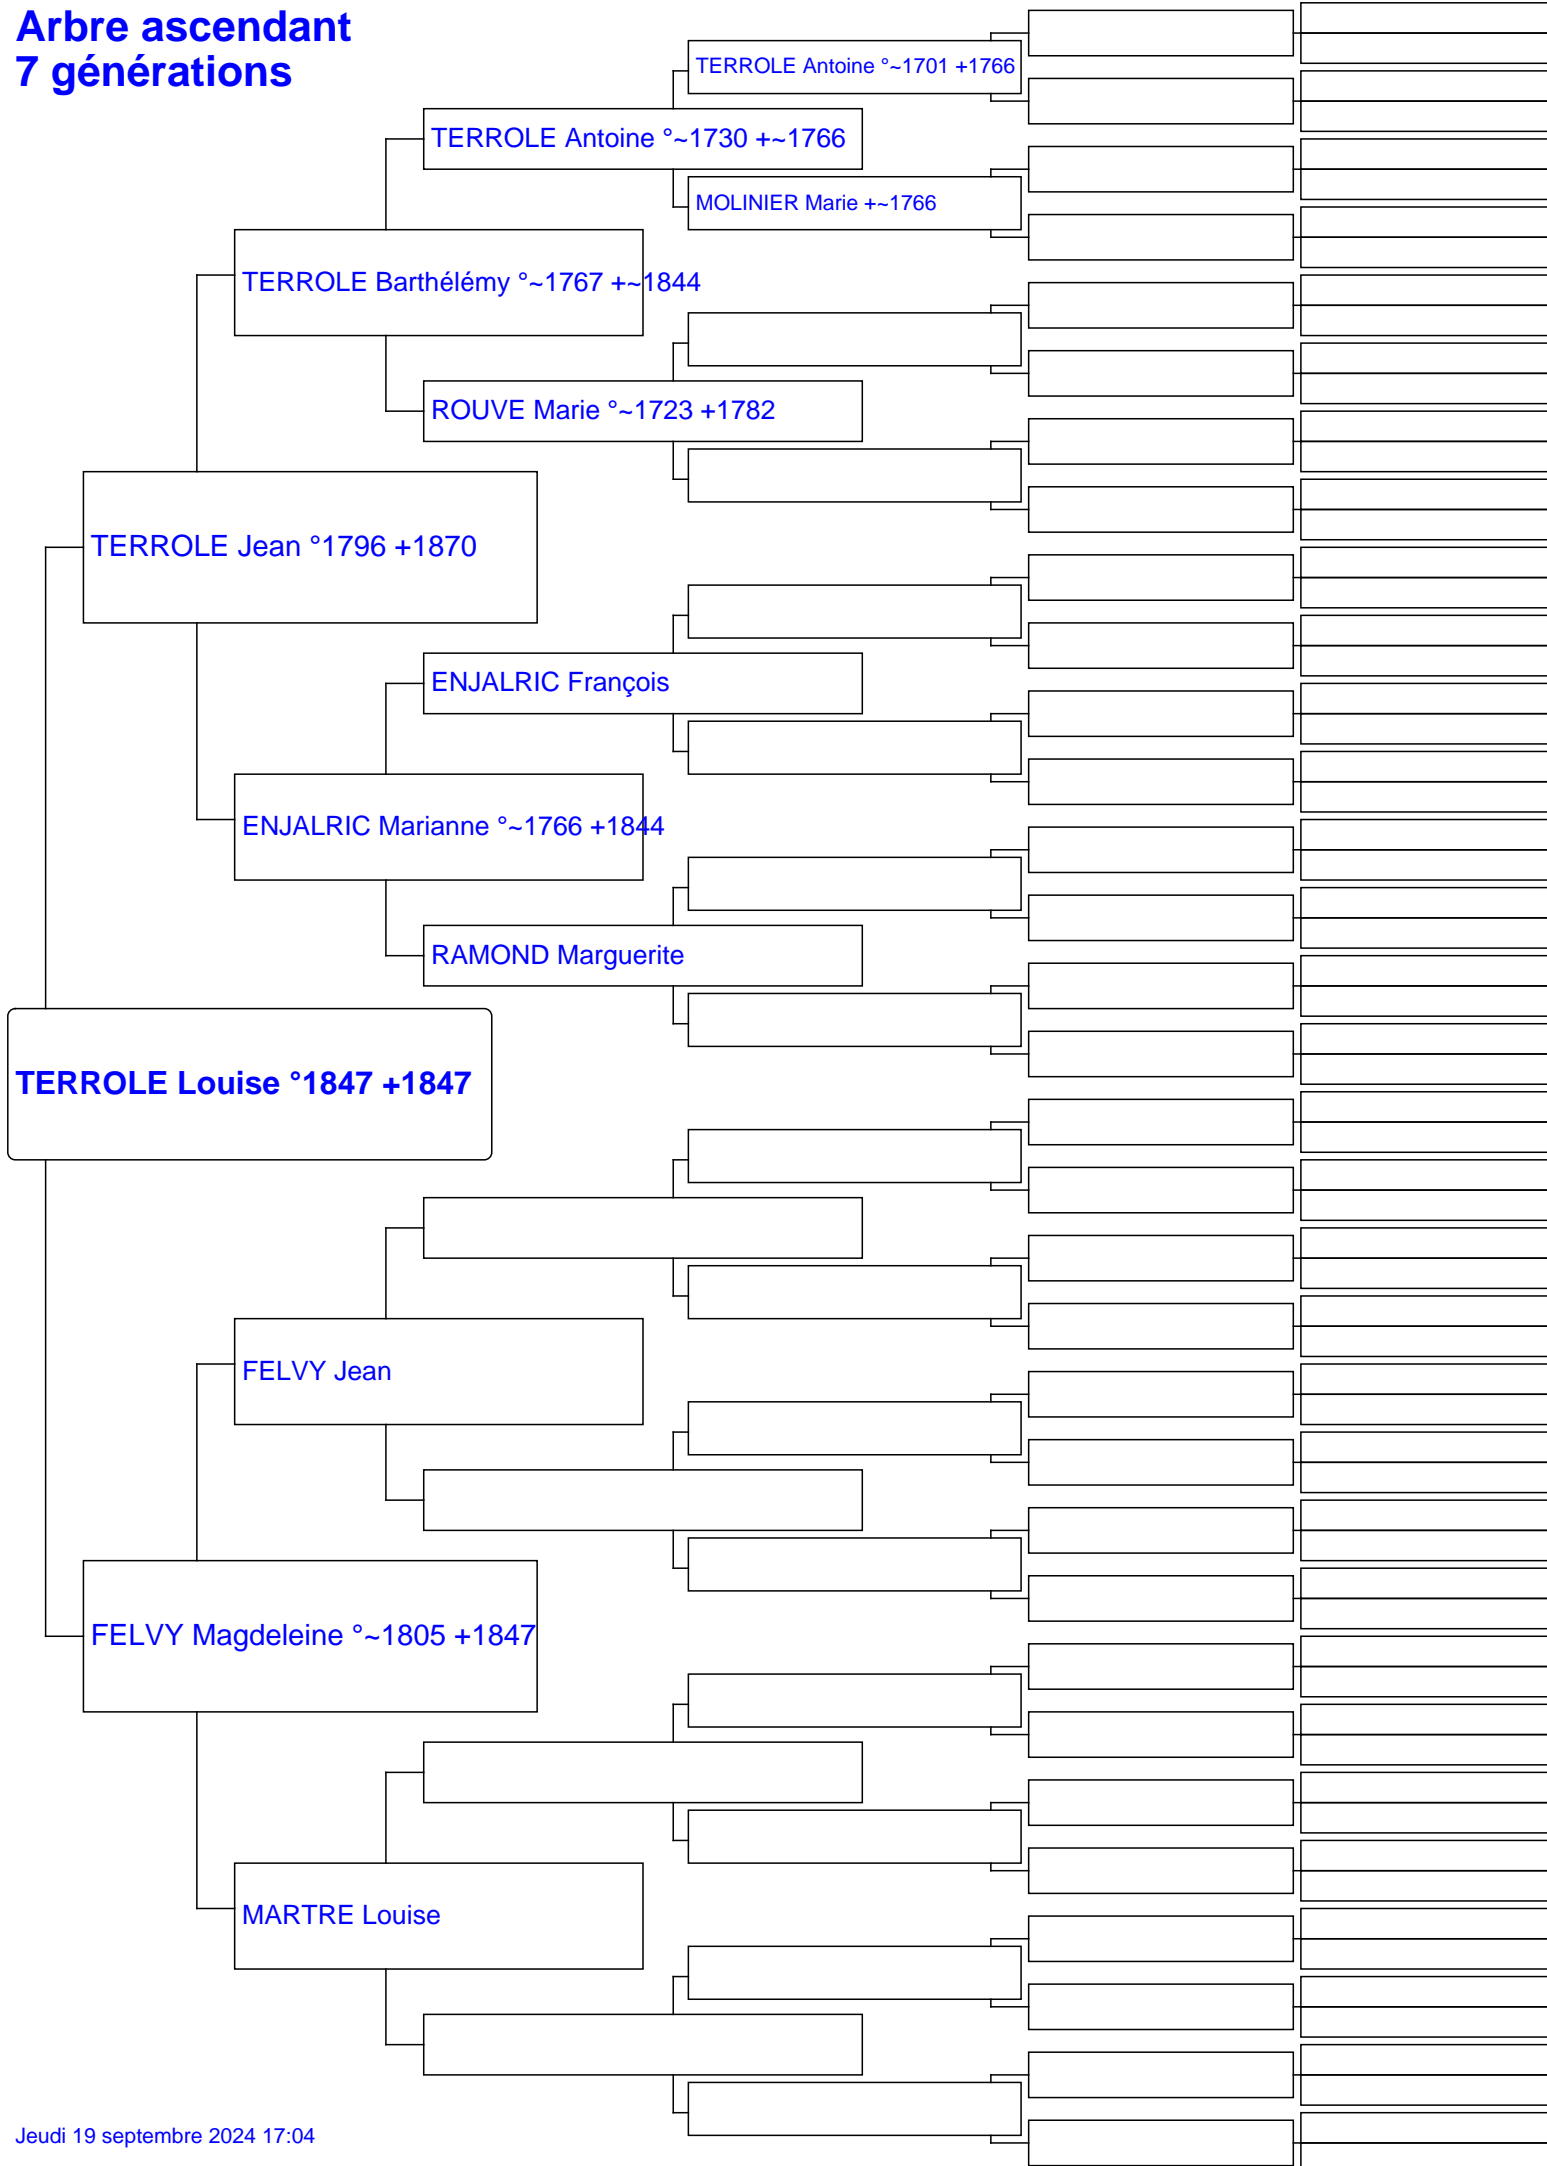 Arbre ascendant
7 générations
TERROLE Antoine °~1701 +1766
TERROLE Antoine °~1730 +~1766
MOLINIER Marie +~1766
TERROLE Barthélémy °~1767 +~1844
ROUVE Marie °~1723 +1782
TERROLE Jean °1796 +1870
ENJALRIC François
ENJALRIC Marianne °~1766 +1844
RAMOND Marguerite
TERROLE Louise °1847 +1847
FELVY Jean
FELVY Magdeleine °~1805 +1847
MARTRE Louise
Jeudi 19 septembre 2024 17:04